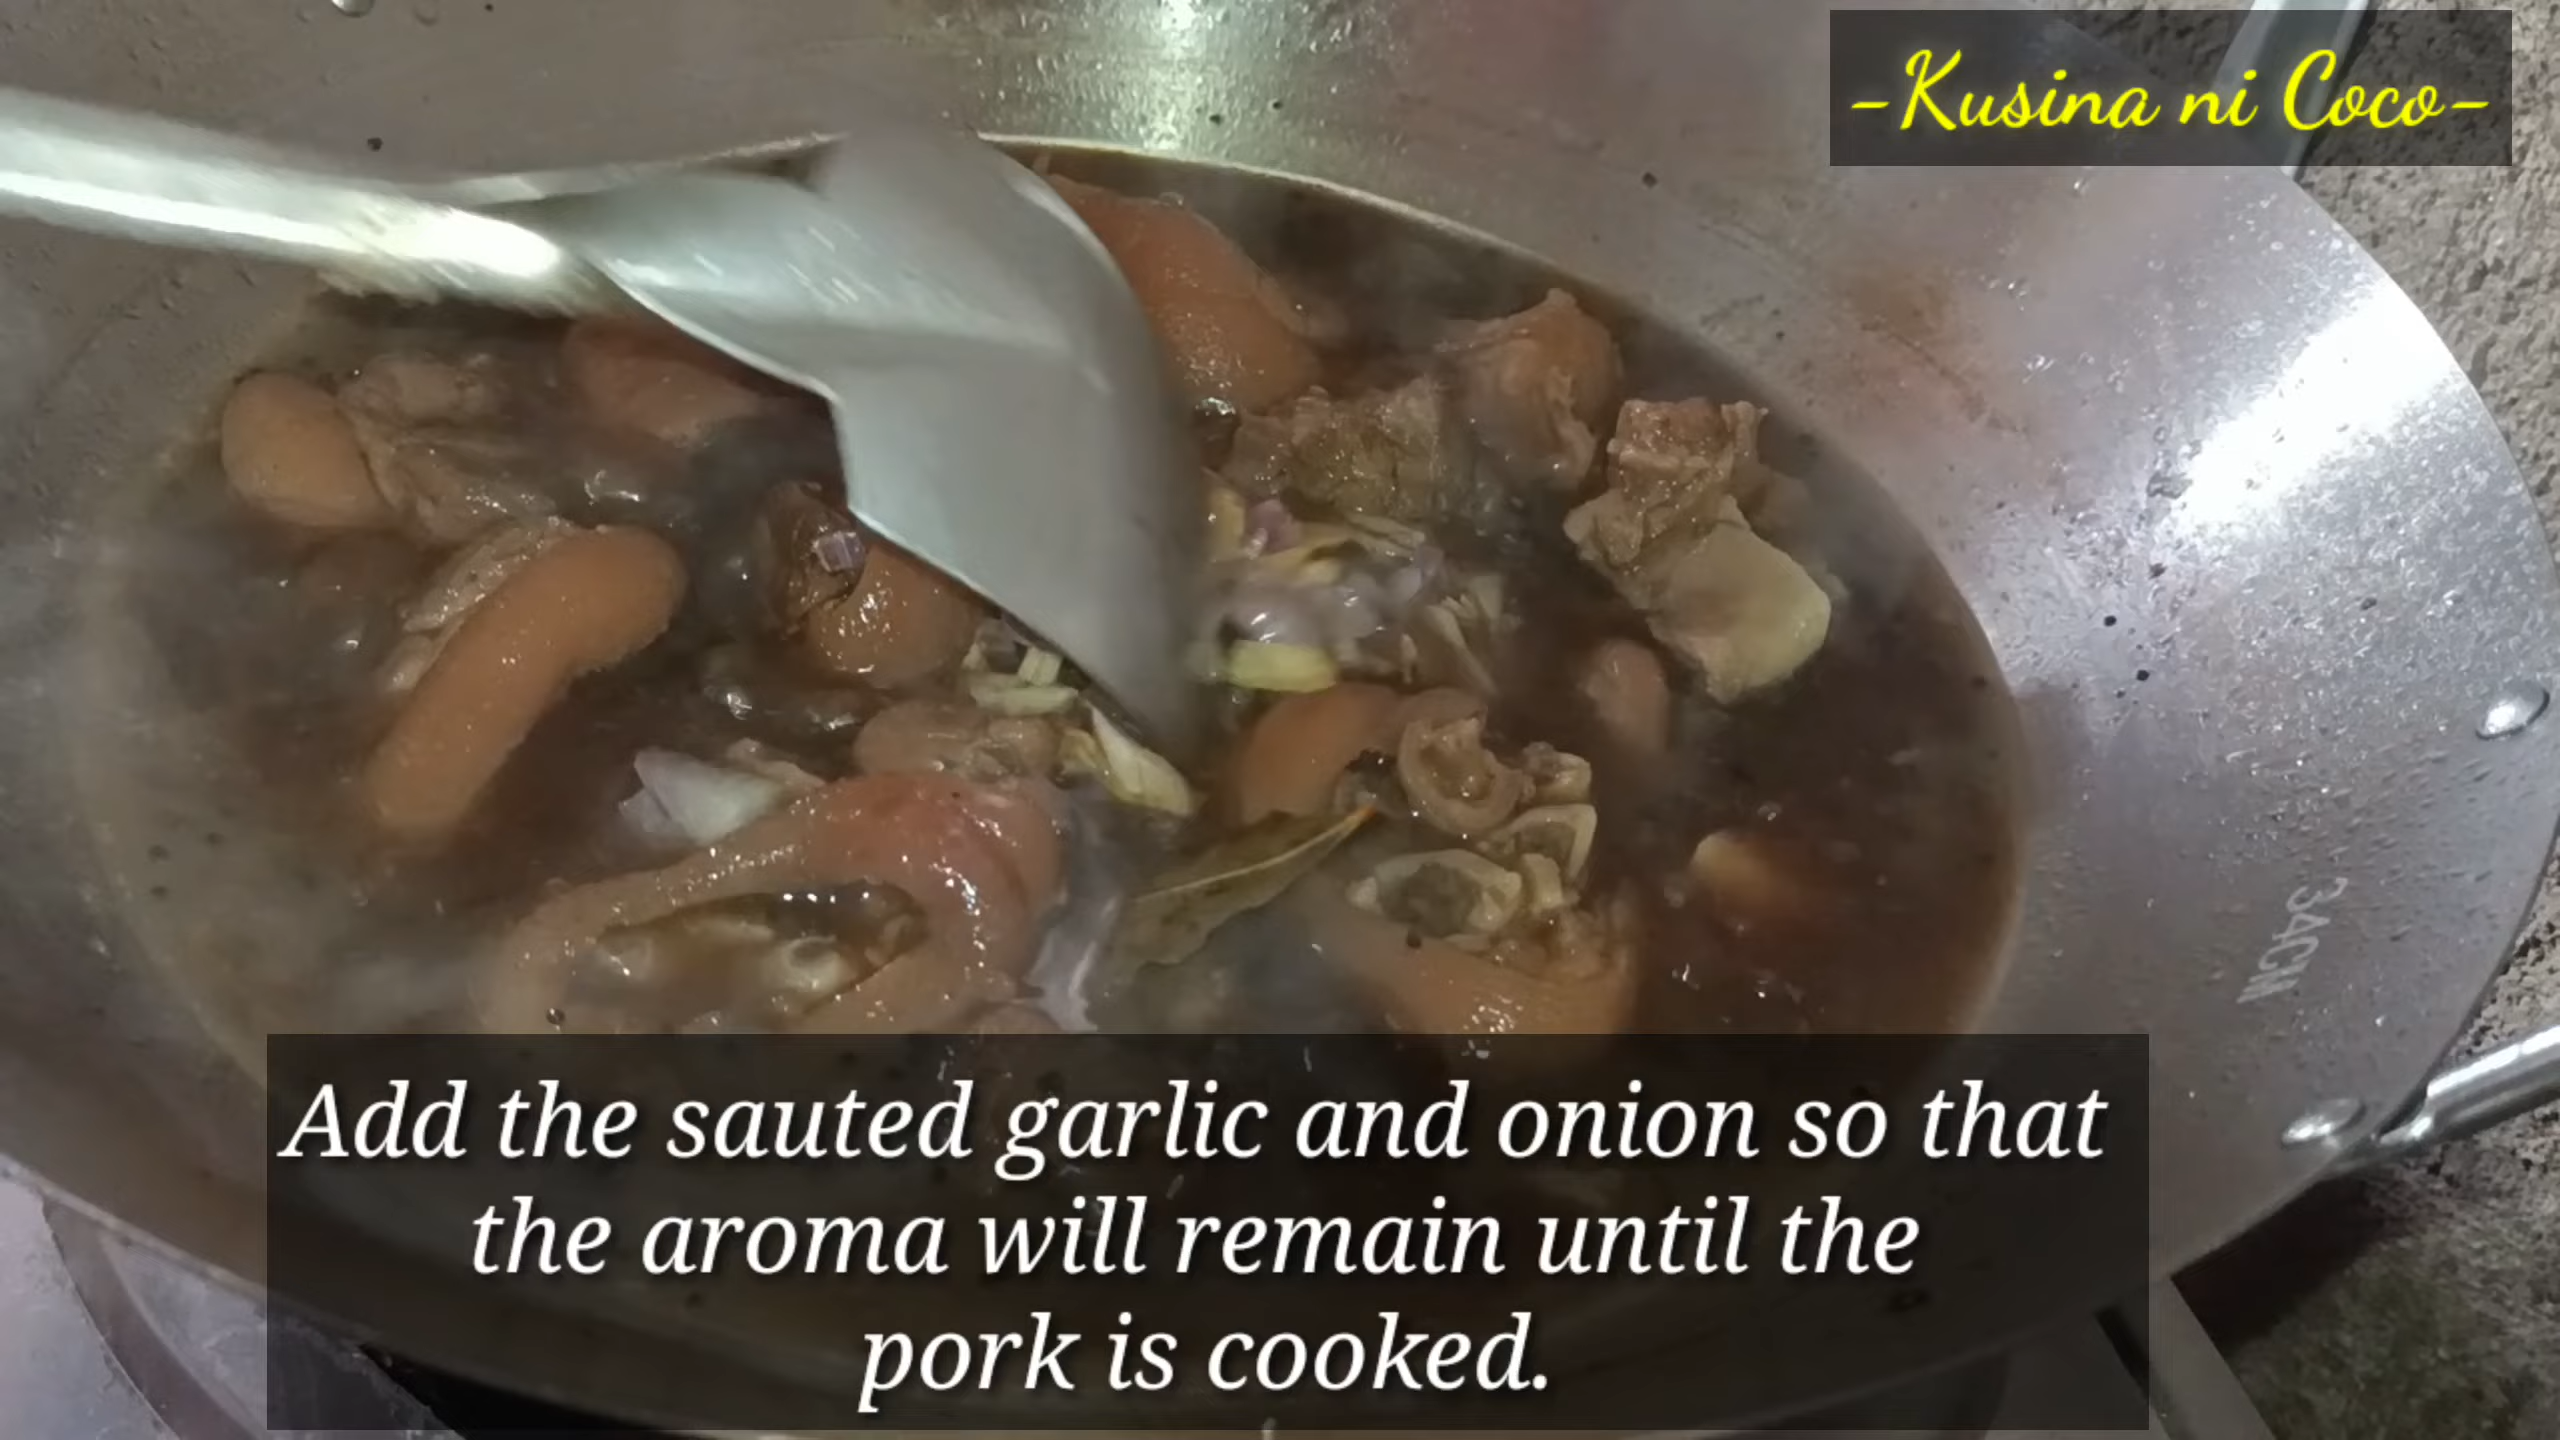 -Kusina ni Coco-
34CM
Add the sauted garlic and onion so that
the aroma will remain until the
pork is cooked.